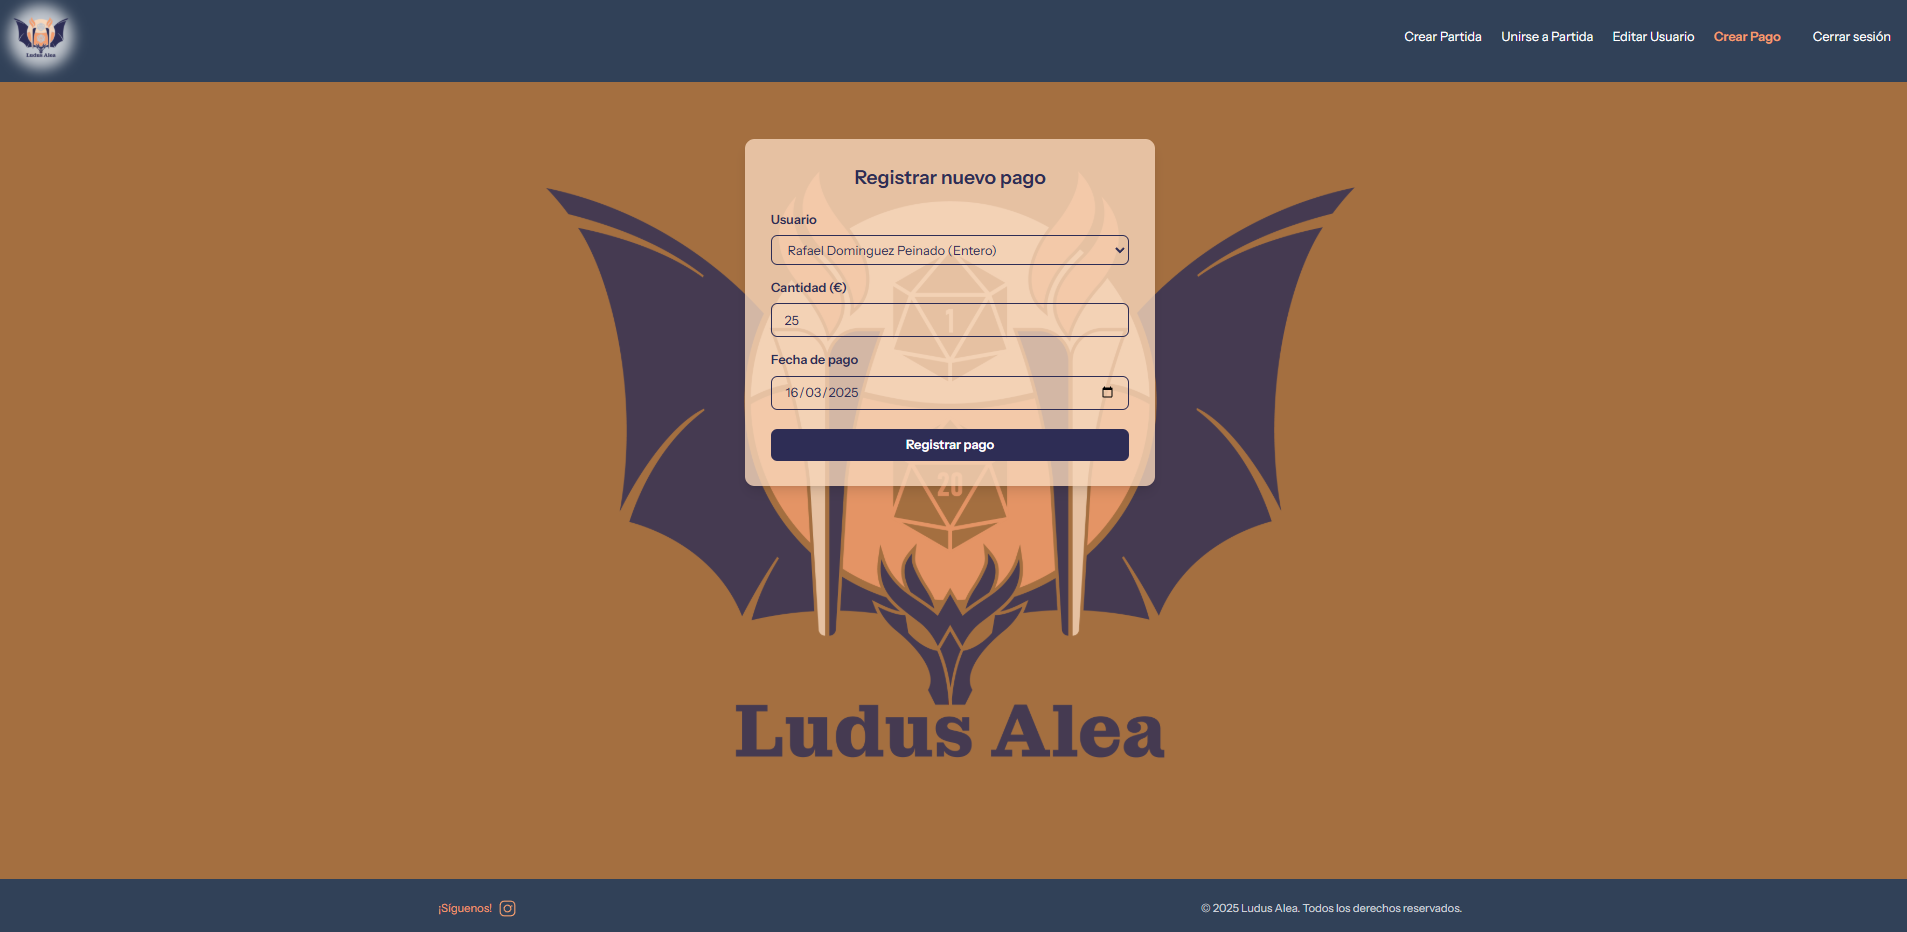 Ludus Alea
Crear Partida
Unirse a Partida
Editar Usuario
Crear Pago
Cerrar sesión
Registrar nuevo pago
Usuario
Rafael Dominguez Peinado (Entero)
Cantidad (€)
1
25
Fecha de pago
16/03/2025
Registrar pago
20
Ludus Alea
¡Síguenos!
© 2025 Ludus Alea. Todos los derechos reservados.